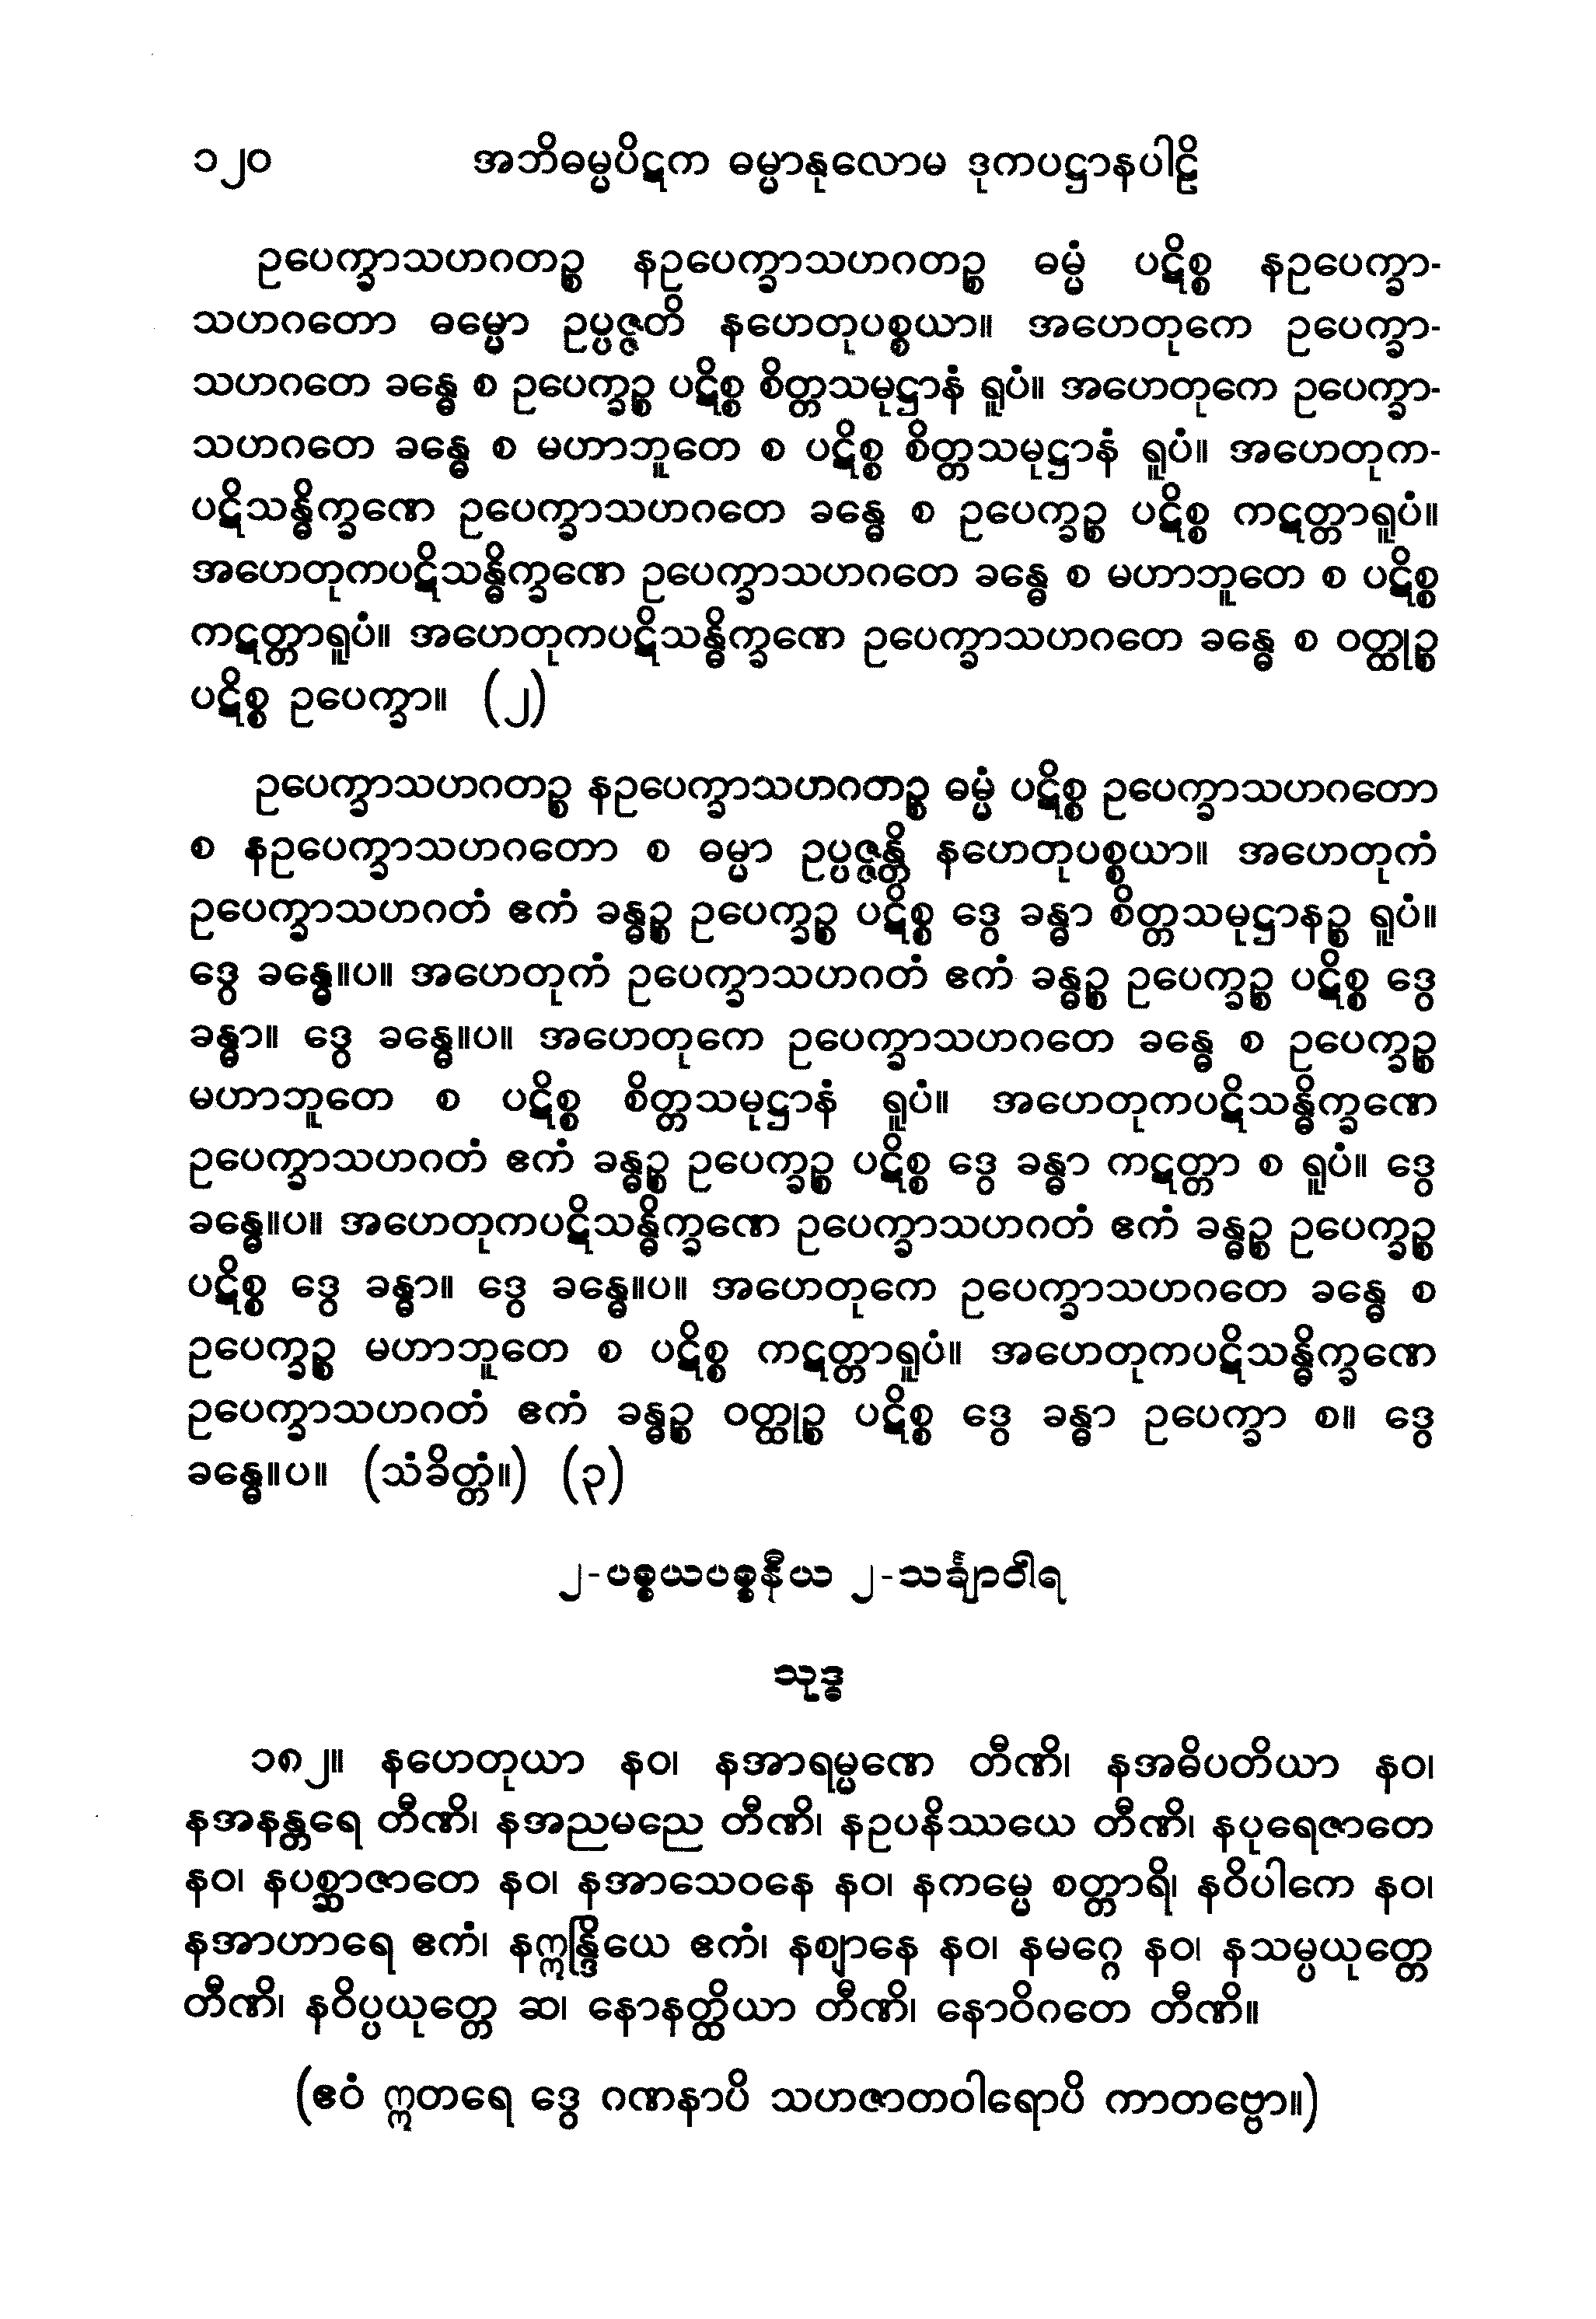 ၁၂၀ အဘိဓမ္မပိဋက ဓမ္မာနုလောမ ဒုကပဋ္ဌာနပါဠိ
ဥပေက္ခာသဟဂတဉ္စ နဥပေက္ခာသဟဂတဉ္စ ဓမ္မံ ပဋိစ္စ နဥပေက္ခာ-
သဟဂတော ဓမ္မော ဥပ္ပဇ္ဇတိ နဟေတုပစ္စယာ။ အဟေတုကေ ဥပေက္ခာ-
သဟဂတေ ခန္ဓေ စ ဥပေက္ခဉ္စ ပဋိစ္စ စိတ္တသမုဋ္ဌာနံ ရူပံ။ အဟေတုကေ ဥပေက္ခာ-
သဟဂတေ ခန္ဓေ စ မဟာဘူတေ စ ပဋိစ္စ စိတ္တသမုဋ္ဌာနံ ရူပံ။ အဟေတုက-
ပဋိသန္ဓိက္ခဏေ ဥပေက္ခာသဟဂတေ ခန္ဓေ စ ဥပေက္ခဉ္စ ပဋိစ္စ ကဋတ္တာရူပံ။
အဟေတုကပဋိသန္ဓိက္ခဏေ ဥပေက္ခာသဟဂတေ ခန္ဓေ စ မဟာဘူတေ စ ပဋိစ္စ
ကဋတ္တာရူပံ။ အဟေတုကပဋိသန္ဓိက္ခဏေ ဥပေက္ခာသဟဂတေ ခန္ဓေ စ ဝတ္ထုဉ္စ
ပဋိစ္စ ဥပေက္ခာ။ (၂)
ဥပေက္ခာသဟဂတဉ္စ နဥပေက္ခာသဟဂတဉ္စ ဓမ္မံ ပဋိစ္စ ဥပေက္ခာသဟဂတော
စ နဥပေက္ခာသဟဂတော စ ဓမ္မာ ဥပ္ပဇ္ဇန္တိ နဟေတုပစ္စယာ။ အဟေတုကံ
ဥပေက္ခာသဟဂတံ ဧကံ ခန္ဓဉ္စ ဥပေက္ခဉ္စ ပဋိစ္စ ဒွေ ခန္ဓာ စိတ္တသမုဋ္ဌာနဉ္စ ရူပံ။
ဒွေ ခန္ဓေ။ပ။ အဟေတုကံ ဥပေက္ခာသဟဂတံ ဧကံ ခန္ဓဉ္စ ဥပေက္ခဉ္စ ပဋိစ္စ ဒွေ
ခန္ဓာ။ ဒွေ ခန္ဓေ။ပ။ အဟေတုကေ ဥပေက္ခာသဟဂတေ ခန္ဓေ စ ဥပေက္ခဉ္စ
မဟာဘူတေ စ ပဋိစ္စ စိတ္တသမုဋ္ဌာနံ ရူပံ။ အဟေတုကပဋိသန္ဓိက္ခဏေ
ဥပေက္ခာသဟဂတံ ဧကံ ခန္ဓဉ္စ ဥပေက္ခဉ္စ ပဋိစ္စ ဒွေ ခန္ဓာ ကဋတ္တာ စ ရူပံ။ ဒွေ
ခန္ဓေ။ပ။ အဟေတုကပဋိသန္ဓိက္ခဏေ ဥပေက္ခာသဟဂတံ ဧကံ ခန္ဓဉ္စ ဥပေက္ခဉ္စ
ပဋိစ္စ ဒွေ ခန္ဓာ။ ဒွေ ခန္ဓေ။ပ။ အဟေတုကေ ဥပေက္ခာသဟဂတေ ခန္ဓေ စ
ဥပေက္ခဉ္စ မဟာဘူတေ စ ပဋိစ္စ ကဋတ္တာရူပံ။ အဟေတုကပဋိသန္ဓိက္ခဏေ
ဥပေက္ခာသဟဂတံ ဧကံ ခန္ဓဉ္စ ဝတ္ထုဉ္စ ပဋိစ္စ ဒွေ ခန္ဓာ ဥပေက္ခာ စ။ ဒွေ
ခန္ဓေ။ပ။ (သံခိတ္တံ။) (၃)
၂-ပစ္စယပစ္စနီယ ၂-သင်္ချာဝါရ
သုဒ္ဓ
၁၈၂။ နဟေတုယာ နဝ၊ နအာရမ္မဏေ တီဏိ၊ နအဓိပတိယာ နဝ၊
နအနန္တရေ တီဏိ၊ နအညမညေ တီဏိ၊ နဥပနိဿယေ တီဏိ၊ နပုရေဇာတေ
နဝ၊ နပစ္ဆာဇာတေ နဝ၊ နအာသေဝနေ နဝ၊ နကမ္မေ စတ္တာရိ၊ နဝိပါကေ နဝ၊
နအာဟာရေ ဧကံ၊ နဣန္ဒြိယေ ဧကံ၊ နဈာနေ နဝ၊ နမဂ္ဂေ နဝ၊ နသမ္ပယုတ္တေ
တီဏိ၊ နဝိပ္ပယုတ္တေ ဆ၊ နောနတ္ထိယာ တီဏိ၊ နောဝိဂတေ တီဏိ။
(ဧဝံ ဣတရေ ဒွေ ဂဏနာပိ သဟဇာတဝါရောပိ ကာတဗ္ဗော။)